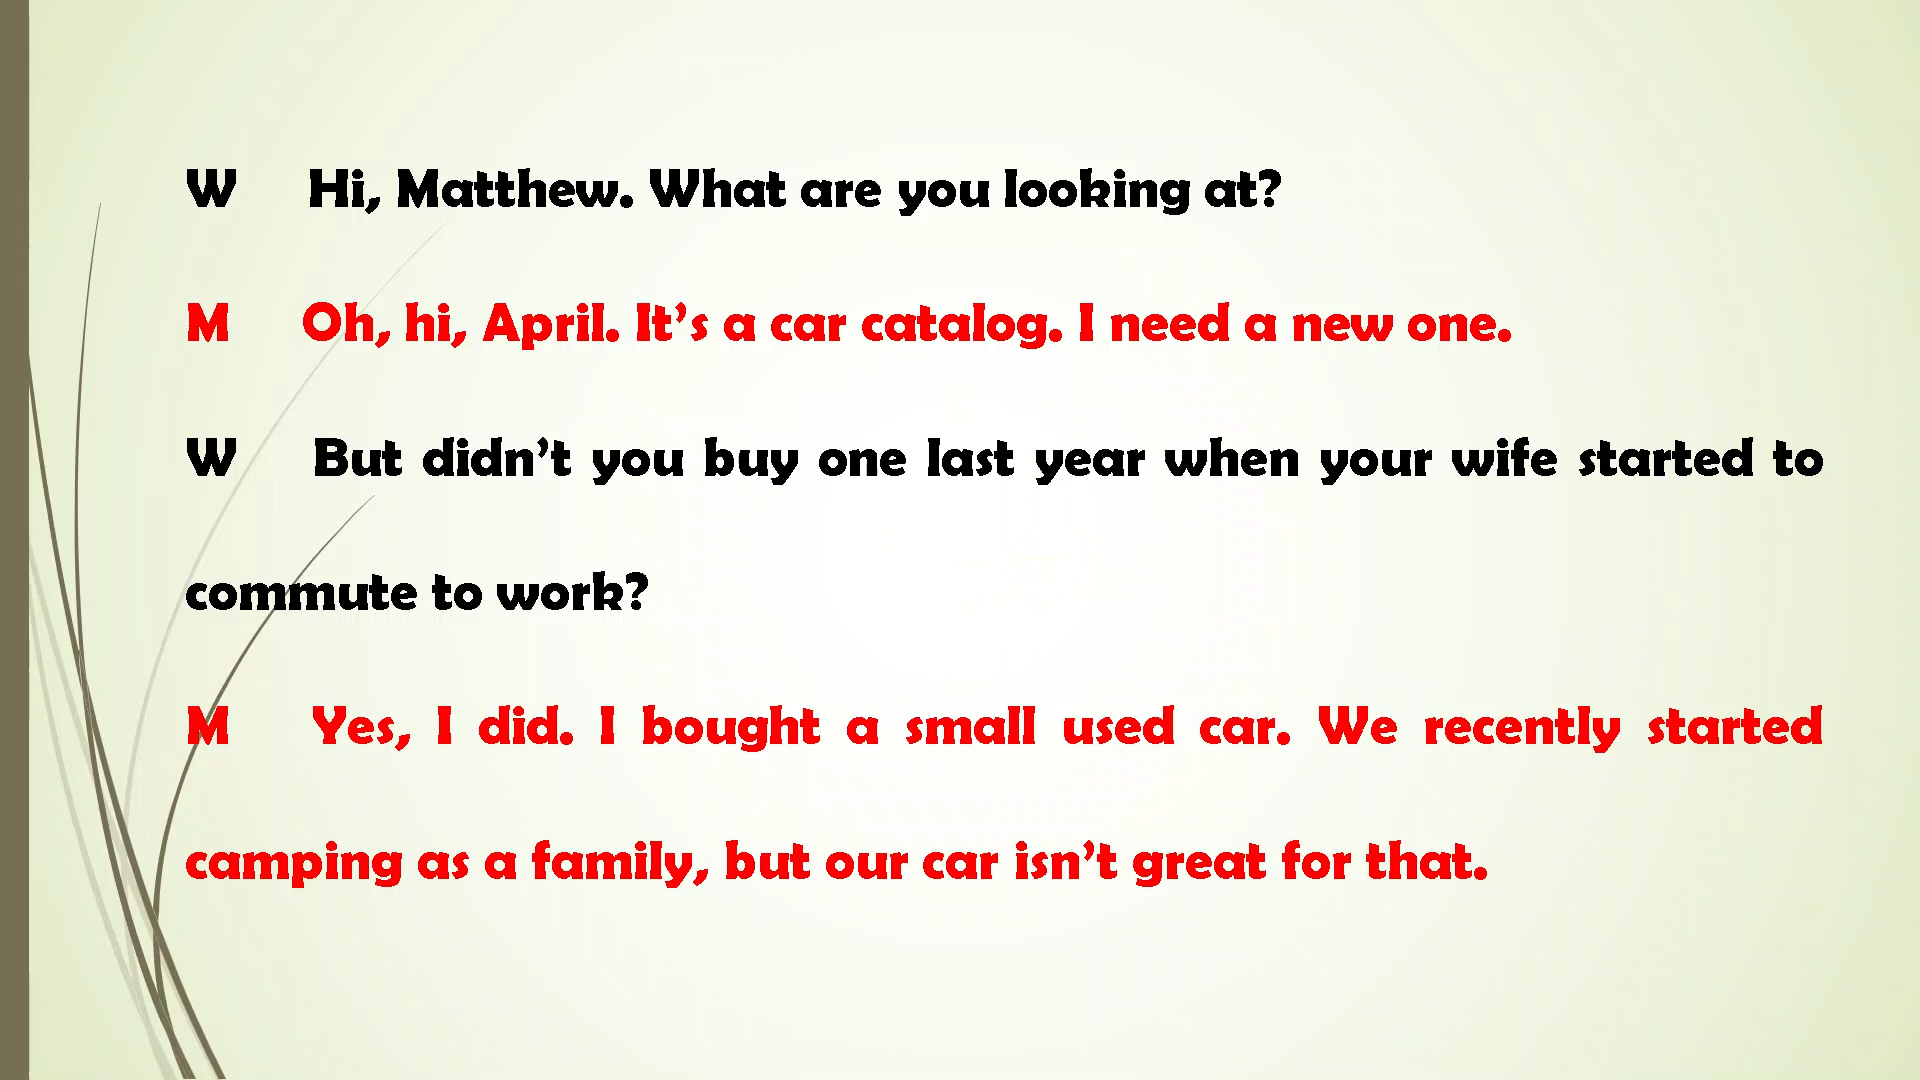 W Hi, Matthew. What are you looking at?
M Oh, hi, April. It’s a car catalog. I need a new one.
W But didn’t you buy one last year when your wife started to
commute to work?
M Yes, I did. I bought a small used car. We recently started
camping as a family, but our car isn’t great for that.